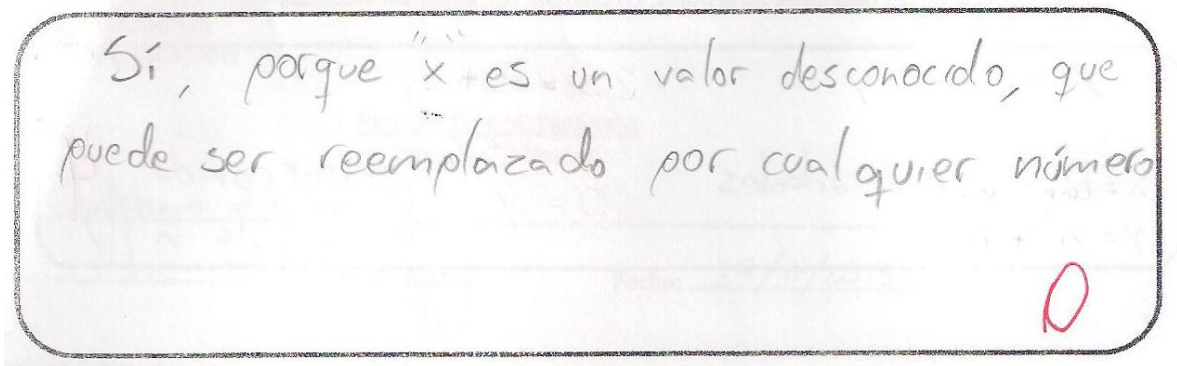 Sí, porque "x" es un valor desconocido, que
puede ser reemplazado por cualquier número
0